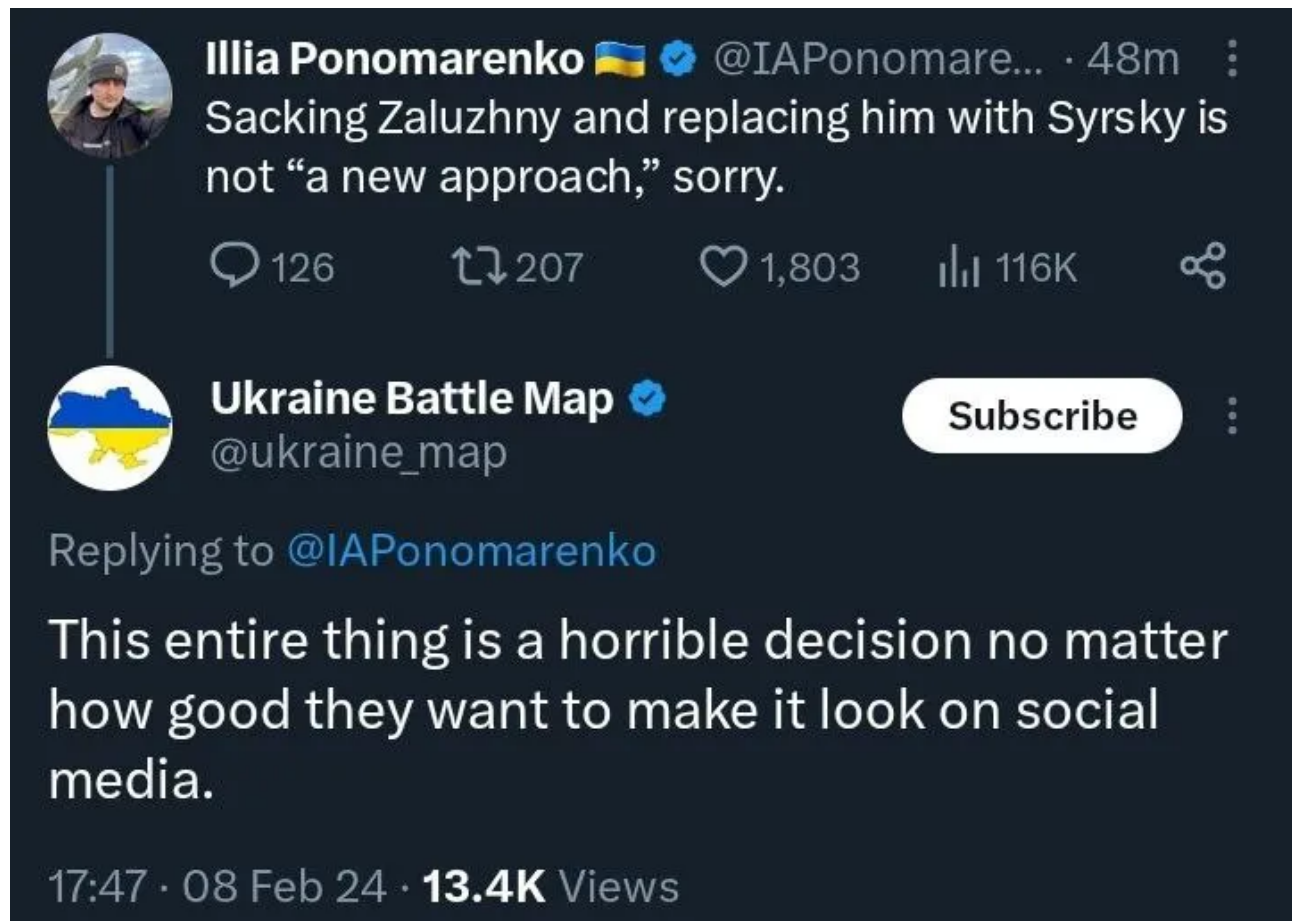 Illia Ponomarenko 🇺🇦 @IAPonomare... · 48m
Sacking Zaluzhny and replacing him with Syrsky is
not “a new approach,” sorry.
126 207 1,803 116K
Ukraine Battle Map
Subscribe
@ukraine_map
Replying to @IAPonomarenko
This entire thing is a horrible decision no matter
how good they want to make it look on social
media.
17:47 · 08 Feb 24 · 13.4K Views